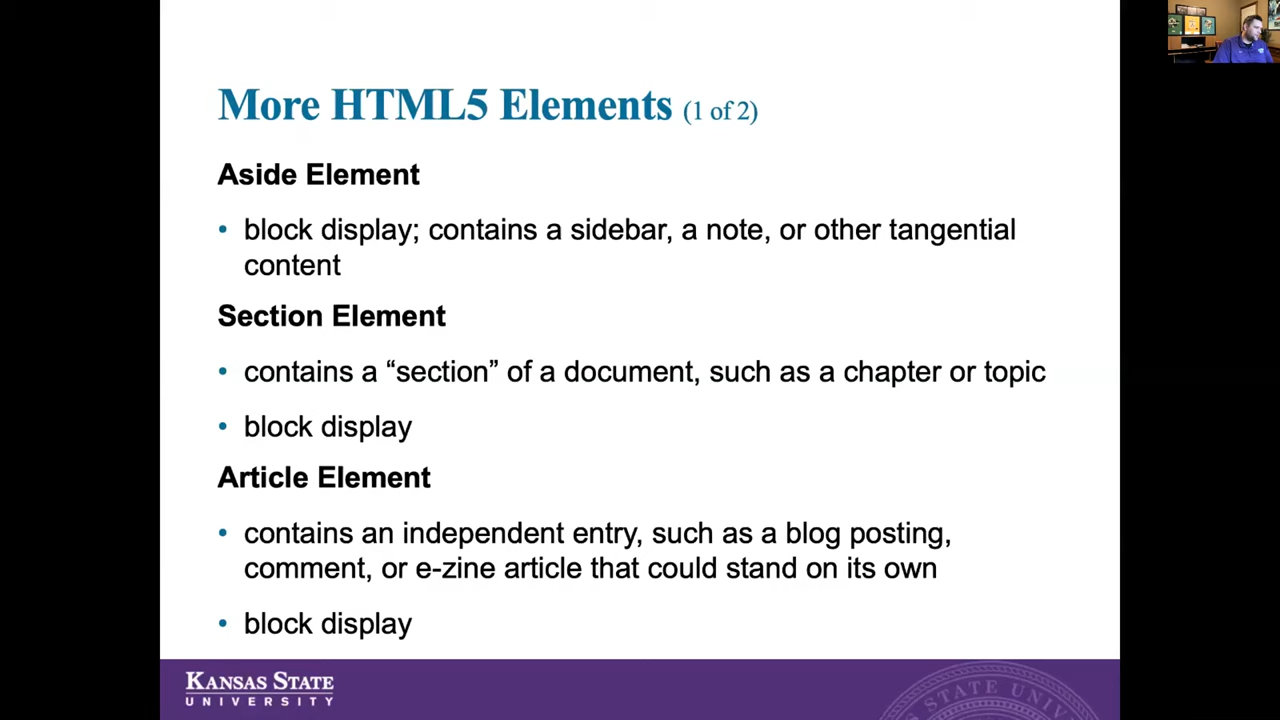 More HTML5 Elements (1 of 2)
Aside Element
• block display; contains a sidebar, a note, or other tangential
content
Section Element
• contains a “section” of a document, such as a chapter or topic
• block display
Article Element
• contains an independent entry, such as a blog posting,
comment, or e-zine article that could stand on its own
• block display
KANSAS STATE
UNIVERSITY
STATE UNI